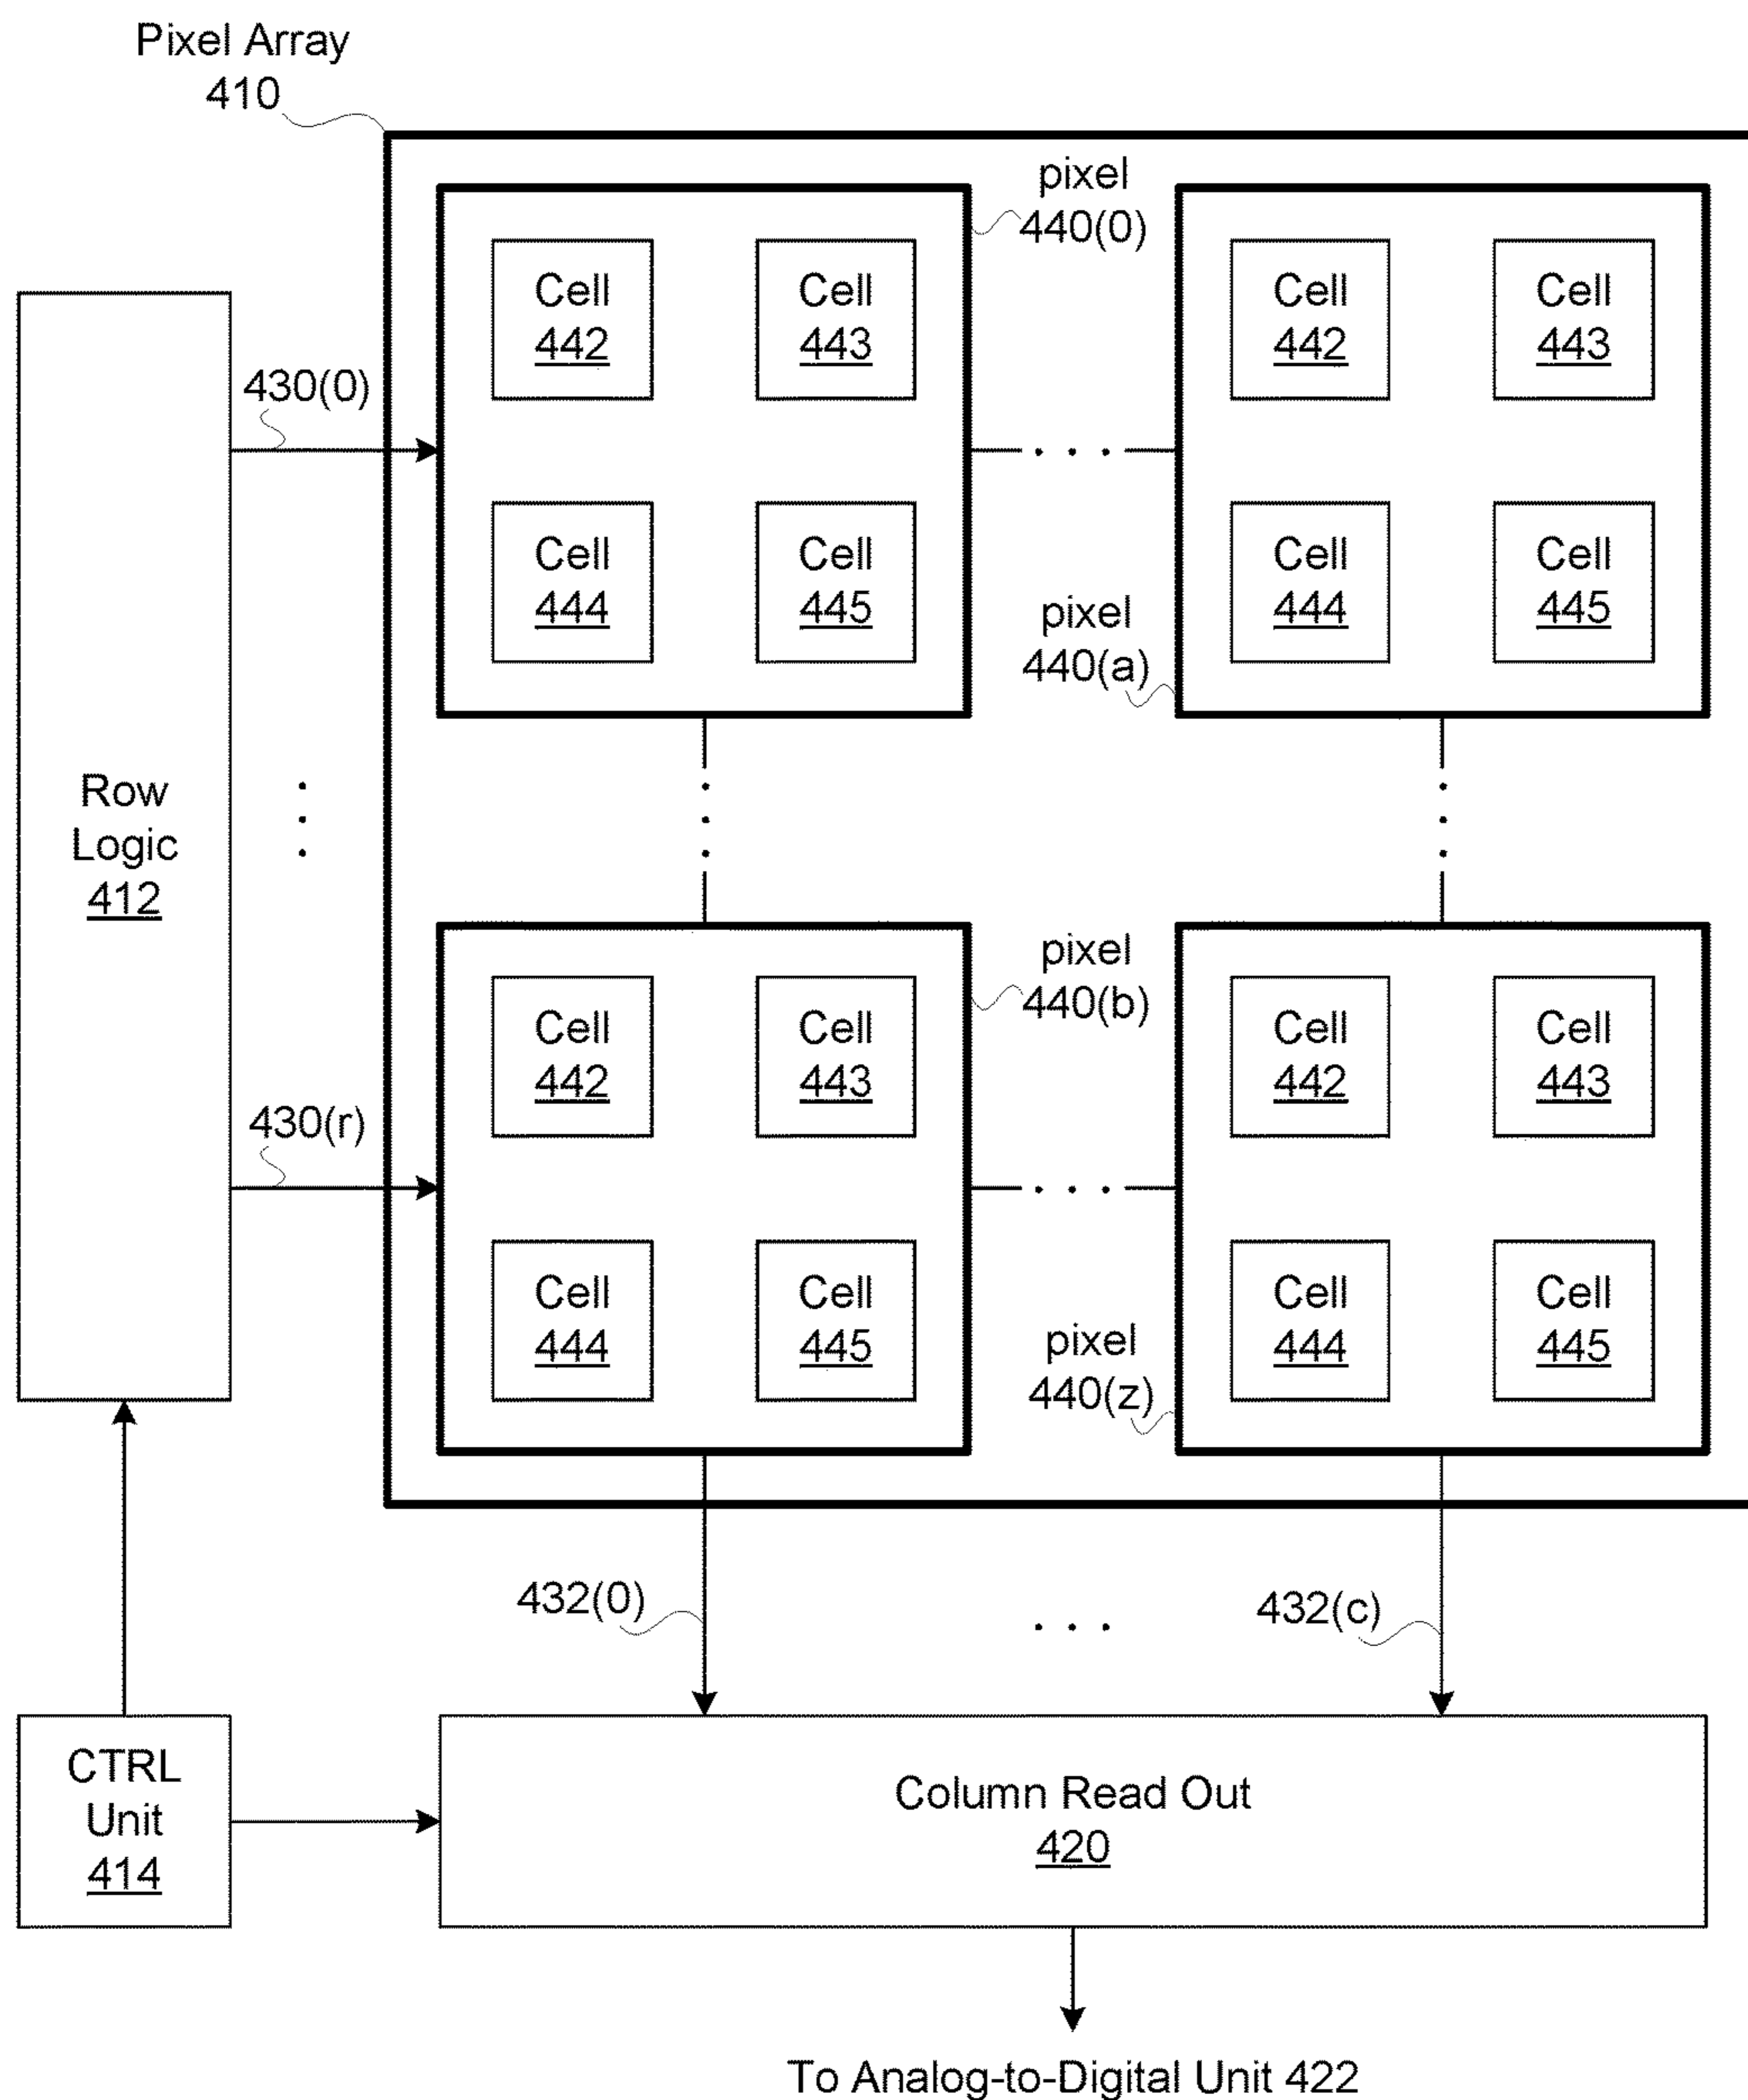 Pixel Array
410
pixel
440(0)
Cell
442
Cell
443
Cell
442
Cell
443
430(0)
Cell
444
Cell
445
pixel
440(a)
Cell
444
Cell
445
Row
Logic
412
pixel
440(b)
Cell
442
Cell
443
Cell
442
Cell
443
430(r)
Cell
444
Cell
445
pixel
440(z)
Cell
444
Cell
445
432(0)
432(c)
CTRL
Unit
414
Column Read Out
420
To Analog-to-Digital Unit 422